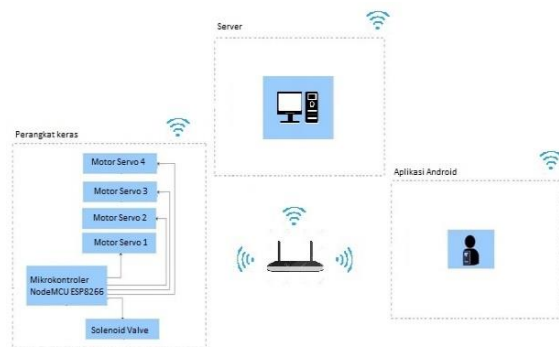 Server
Perangkat keras
Motor Servo 4
Motor Servo 3
Motor Servo 2
Motor Servo 1
Mikrokontroler
NodeMCU ESP8266
Solenoid Valve
Aplikasi Android